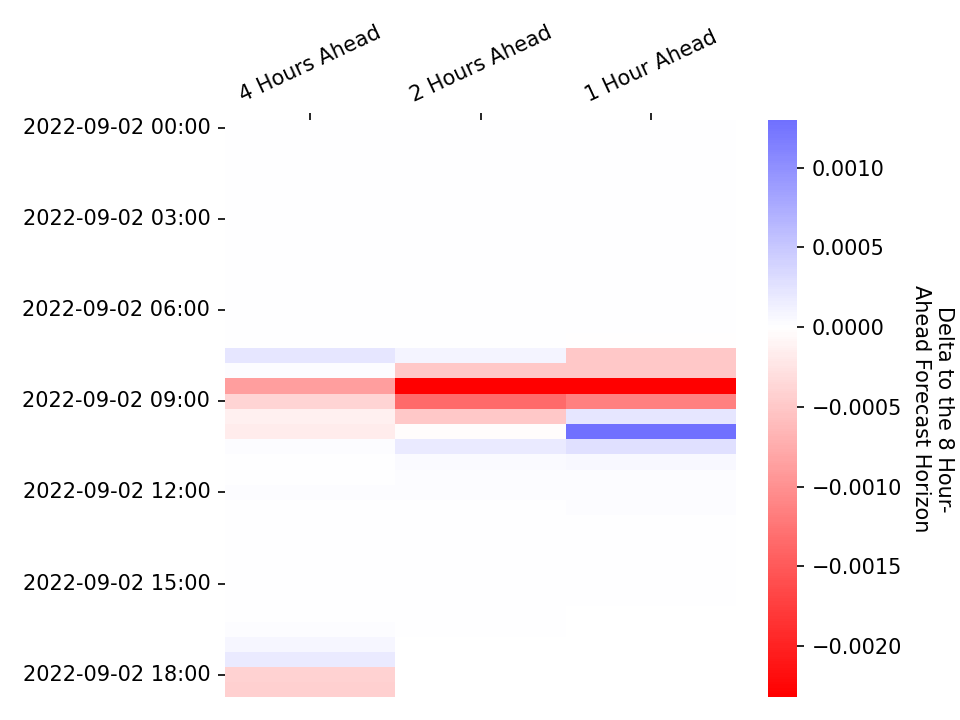 4 Hours Ahead
2 Hours Ahead
1 Hour Ahead
2022-09-02 00:00
2022-09-02 03:00
2022-09-02 06:00
2022-09-02 09:00
2022-09-02 12:00
2022-09-02 15:00
2022-09-02 18:00
0.0010
0.0005
0.0000
−0.0005
−0.0010
−0.0015
−0.0020
Delta to the 8 Hour-
Ahead Forecast Horizon